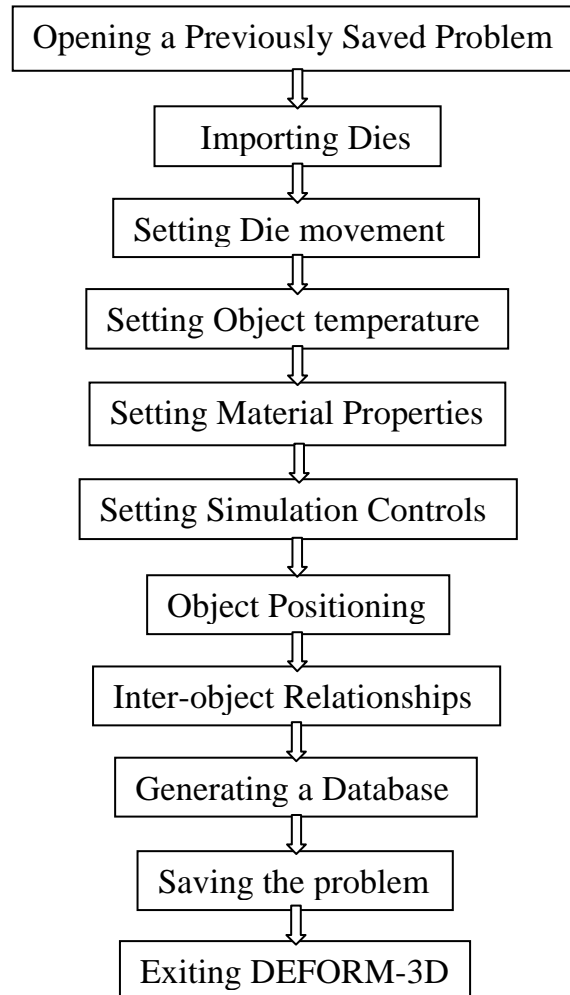 Opening a Previously Saved Problem
Importing Dies
Setting Die movement
Setting Object temperature
Setting Material Properties
Setting Simulation Controls
Object Positioning
Inter-object Relationships
Generating a Database
Saving the problem
Exiting DEFORM-3D